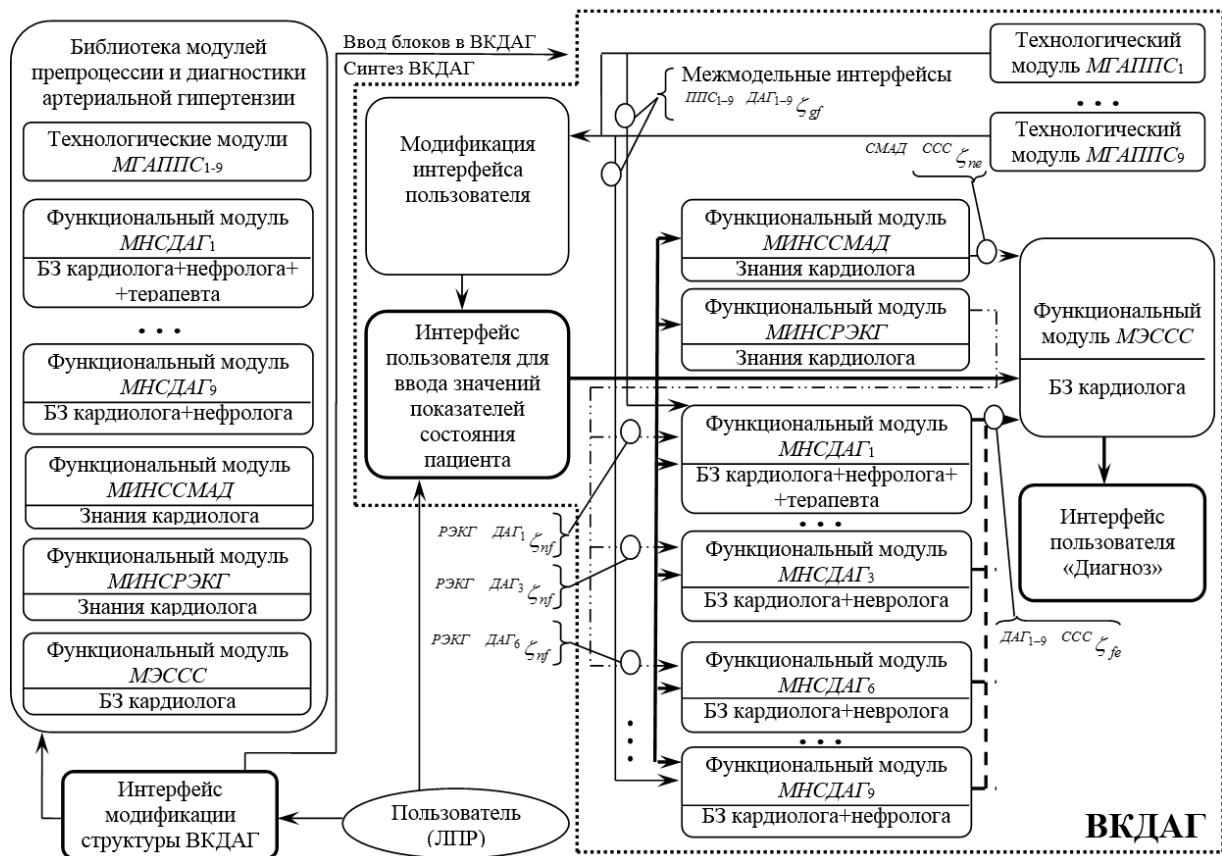 Библиотека модулей
препроцессии и диагностики
артериальной гипертензии
Технологические модули
МГАППС1-9
Функциональный модуль
МНСДАГ1
БЗ кардиолога+нефролога+
+терапевта
• • •
Функциональный модуль
МНСДАГ9
БЗ кардиолога+нефролога
Функциональный модуль
МИНССМАД
Знания кардиолога
Функциональный модуль
МИНСРЭКГ
Знания кардиолога
Функциональный модуль
МЭССС
БЗ кардиолога
Интерфейс
модификации
структуры ВКДАГ
Пользователь
(ЛПР)
Ввод блоков в ВКДАГ
Синтез ВКДАГ
Модификация
интерфейса
пользователя
Интерфейс
пользователя для
ввода значений
показателей
состояния
пациента
Межмодельные интерфейсы
ППС1–9 ДАГ1–9 ζgf
Технологический
модуль МГАППС1
• • •
Технологический
модуль МГАППС9
СМАД ССС ζne
Функциональный модуль
МИНССМАД
Знания кардиолога
Функциональный модуль
МИНСРЭКГ
Знания кардиолога
Функциональный модуль
МНСДАГ1
БЗ кардиолога+нефролога+
+терапевта
• • •
Функциональный модуль
МНСДАГ3
БЗ кардиолога+невролога
Функциональный модуль
МНСДАГ6
БЗ кардиолога+невролога
• • •
Функциональный модуль
МНСДАГ9
БЗ кардиолога+нефролога
РЭКГ ДАГ1 ζnf
РЭКГ ДАГ3 ζnf
РЭКГ ДАГ6 ζnf
Функциональный
модуль МЭССС
БЗ кардиолога
Интерфейс
пользователя
«Диагноз»
ДАГ1–9 ССС ζfe
ВКДАГ